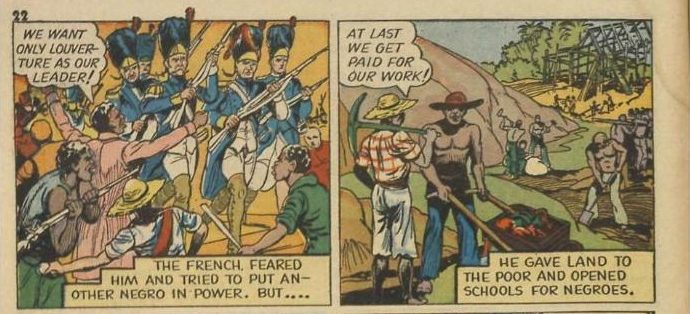 22
WE WANT
ONLY LOUVER-
TURE AS OUR
LEADER!
THE FRENCH, FEARED
HIM AND TRIED TO PUT AN-
OTHER NEGRO IN POWER. BUT....
AT LAST
WE GET
PAID FOR
OUR WORK!
HE GAVE LAND TO
THE POOR AND OPENED
SCHOOLS FOR NEGROES.